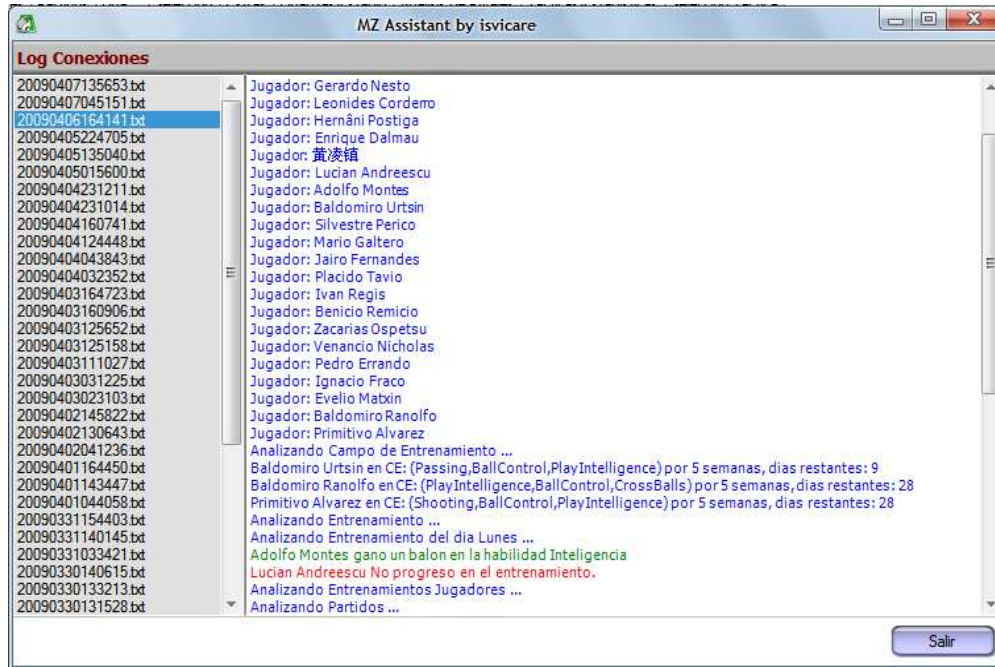 MZ Assistant by isvicare
Log Conexiones
20090407135653.txt
20090407045151.txt
20090406164141.txt
20090405224705.txt
20090405135040.txt
20090405015600.txt
20090404231211.txt
20090404231014.txt
20090404160741.txt
20090404124448.txt
20090404043843.txt
20090404032352.txt
20090403164723.txt
20090403160906.txt
20090403125652.txt
20090403125158.txt
20090403111027.txt
20090403031225.txt
20090403023103.txt
20090402145822.txt
20090402130643.txt
20090402041236.txt
20090401164450.txt
20090401143447.txt
20090401044058.txt
20090331154403.txt
20090331140145.txt
20090331033421.txt
20090330140615.txt
20090330133213.txt
20090330131528.txt
Jugador: Gerardo Nesto
Jugador: Leonides Corderro
Jugador: Hernâni Postiga
Jugador: Enrique Dalmau
Jugador: 黄凌镇
Jugador: Lucian Andreescu
Jugador: Adolfo Montes
Jugador: Baldomiro Urtsin
Jugador: Silvestre Perico
Jugador: Mario Galtero
Jugador: Jairo Fernandes
Jugador: Placido Tavio
Jugador: Ivan Regis
Jugador: Benicio Remicio
Jugador: Zacarias Ospetsu
Jugador: Venancio Nicholas
Jugador: Pedro Errando
Jugador: Ignacio Fraco
Jugador: Evelio Matxin
Jugador: Baldomiro Ranolfo
Jugador: Primitivo Alvarez
Analizando Campo de Entrenamiento ...
Baldomiro Urtsin en CE: (Passing,BallControl,PlayIntelligence) por 5 semanas, dias restantes: 9
Baldomiro Ranolfo en CE: (PlayIntelligence,BallControl,CrossBalls) por 5 semanas, dias restantes: 28
Primitivo Alvarez en CE: (Shooting,BallControl,PlayIntelligence) por 5 semanas, dias restantes: 28
Analizando Entrenamiento ...
Analizando Entrenamiento del dia Lunes ...
Adolfo Montes gano un balon en la habilidad Inteligencia
Lucian Andreescu No progreso en el entrenamiento.
Analizando Entrenamientos Jugadores ...
Analizando Partidos ...
Salir